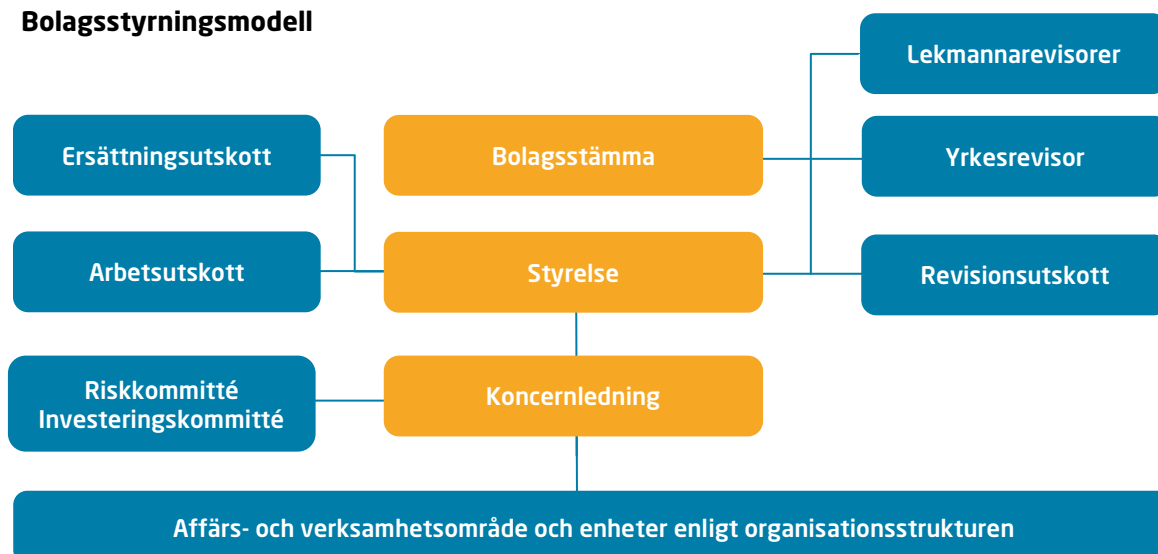 Bolagsstyrningsmodell
Lekmannarevisorer
Ersättningsutskott
Bolagsstämma
Yrkesrevisor
Arbetsutskott
Styrelse
Revisionsutskott
Riskkommitté
Investeringskommitté
Koncernledning
Affärs- och verksamhetsområde och enheter enligt organisationsstrukturen